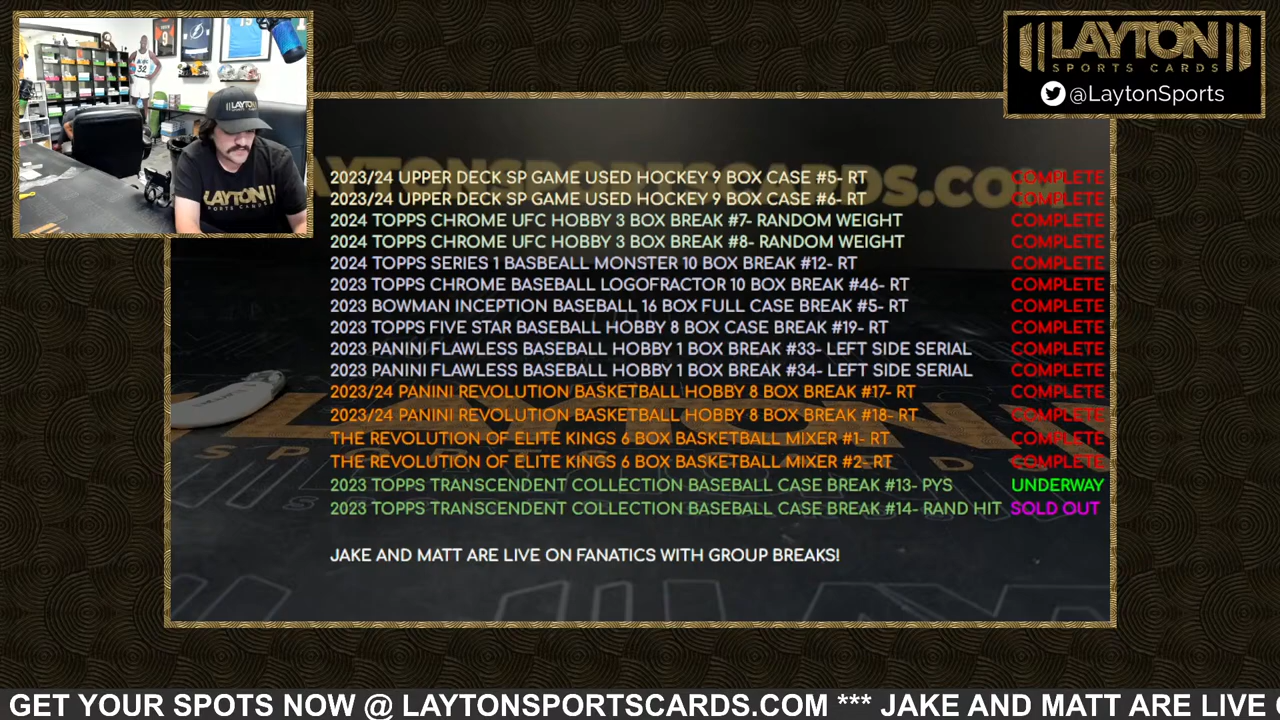 LAYTON
SPORTS CARDS
@LaytonSports
LAYTONSPORTSCARDS.COM
2023/24 UPPER DECK SP GAME USED HOCKEY 9 BOX CASE #5- RT COMPLETE
2023/24 UPPER DECK SP GAME USED HOCKEY 9 BOX CASE #6- RT COMPLETE
2024 TOPPS CHROME UFC HOBBY 3 BOX BREAK #7- RANDOM WEIGHT COMPLETE
2024 TOPPS CHROME UFC HOBBY 3 BOX BREAK #8- RANDOM WEIGHT COMPLETE
2024 TOPPS SERIES 1 BASBEALL MONSTER 10 BOX BREAK #12- RT COMPLETE
2023 TOPPS CHROME BASEBALL LOGOFRACTOR 10 BOX BREAK #46- RT COMPLETE
2023 BOWMAN INCEPTION BASEBALL 16 BOX FULL CASE BREAK #5- RT COMPLETE
2023 TOPPS FIVE STAR BASEBALL HOBBY 8 BOX CASE BREAK #19- RT COMPLETE
2023 PANINI FLAWLESS BASEBALL HOBBY 1 BOX BREAK #33- LEFT SIDE SERIAL COMPLETE
2023 PANINI FLAWLESS BASEBALL HOBBY 1 BOX BREAK #34- LEFT SIDE SERIAL COMPLETE
2023/24 PANINI REVOLUTION BASKETBALL HOBBY 8 BOX BREAK #17- RT COMPLETE
2023/24 PANINI REVOLUTION BASKETBALL HOBBY 8 BOX BREAK #18- RT COMPLETE
THE REVOLUTION OF ELITE KINGS 6 BOX BASKETBALL MIXER #1- RT COMPLETE
THE REVOLUTION OF ELITE KINGS 6 BOX BASKETBALL MIXER #2- RT COMPLETE
2023 TOPPS TRANSCENDENT COLLECTION BASEBALL CASE BREAK #13- PYS UNDERWAY
2023 TOPPS TRANSCENDENT COLLECTION BASEBALL CASE BREAK #14- RAND HIT SOLD OUT
JAKE AND MATT ARE LIVE ON FANATICS WITH GROUP BREAKS!
LAYTON
GET YOUR SPOTS NOW @ LAYTONSPORTSCARDS.COM *** JAKE AND MATT ARE LIVE